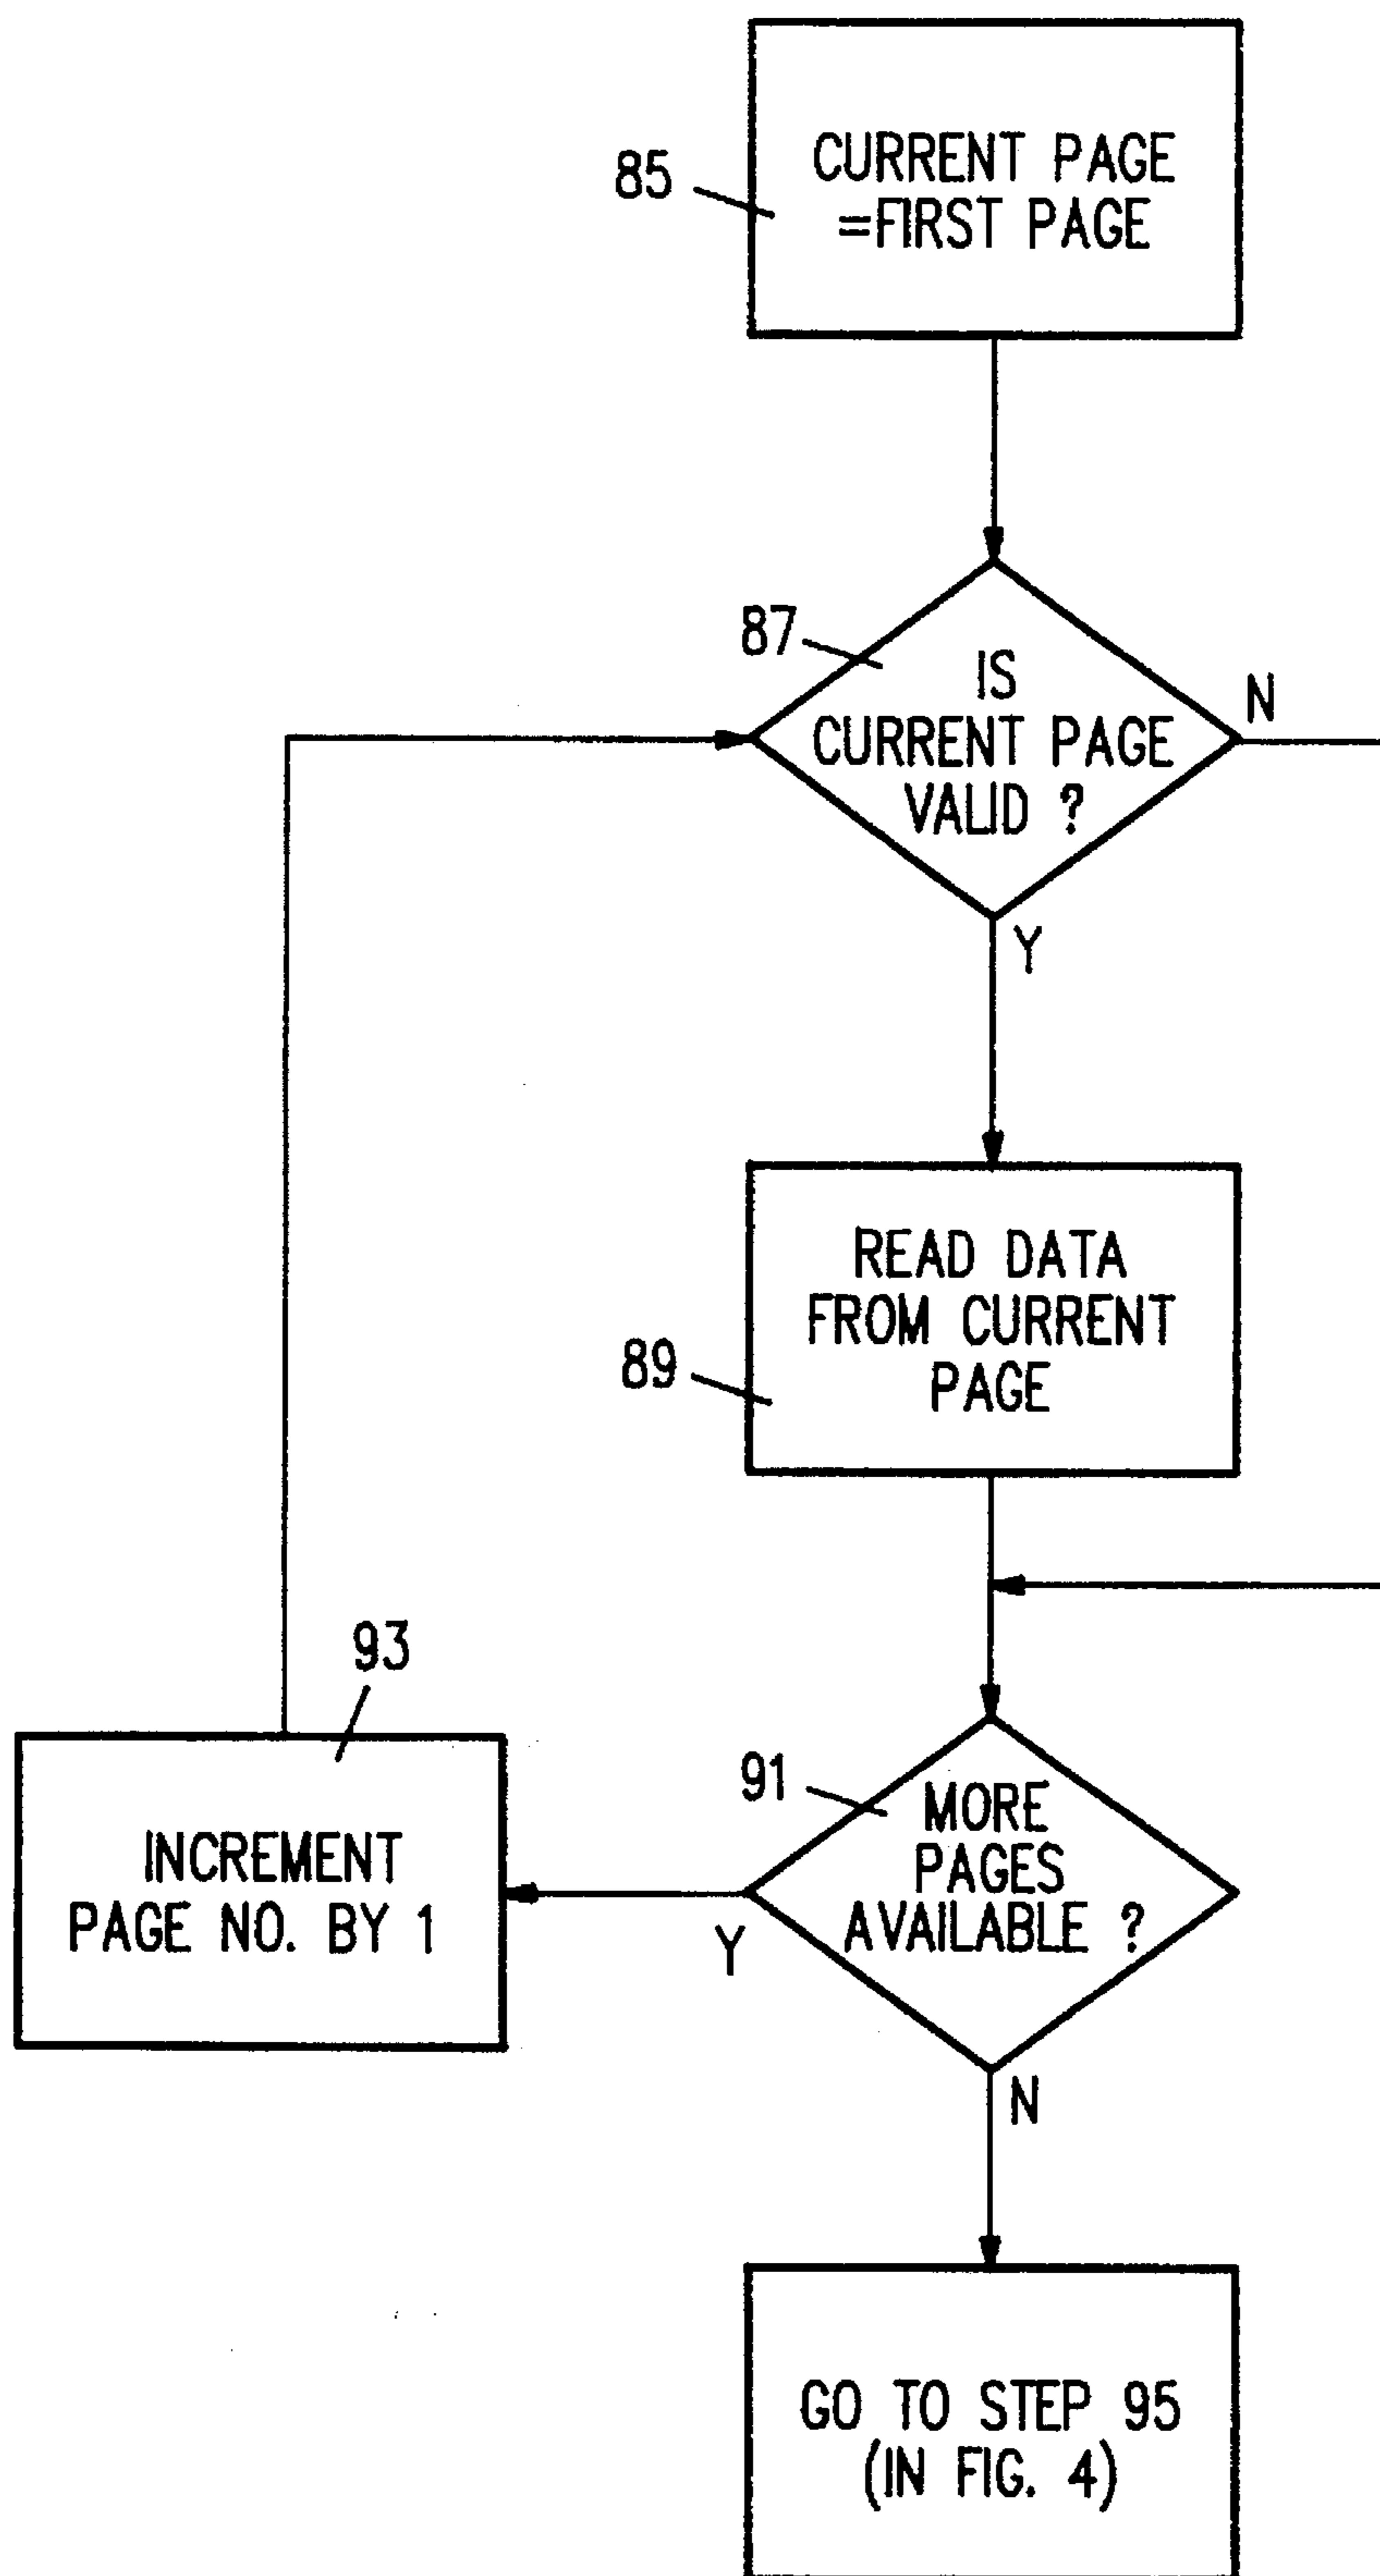 85
CURRENT PAGE
=FIRST PAGE
87
IS
CURRENT PAGE
VALID ?
N
Y
READ DATA
FROM CURRENT
PAGE
89
93
INCREMENT
PAGE NO. BY 1
91
MORE
PAGES
AVAILABLE ?
Y
N
GO TO STEP 95
(IN FIG. 4)